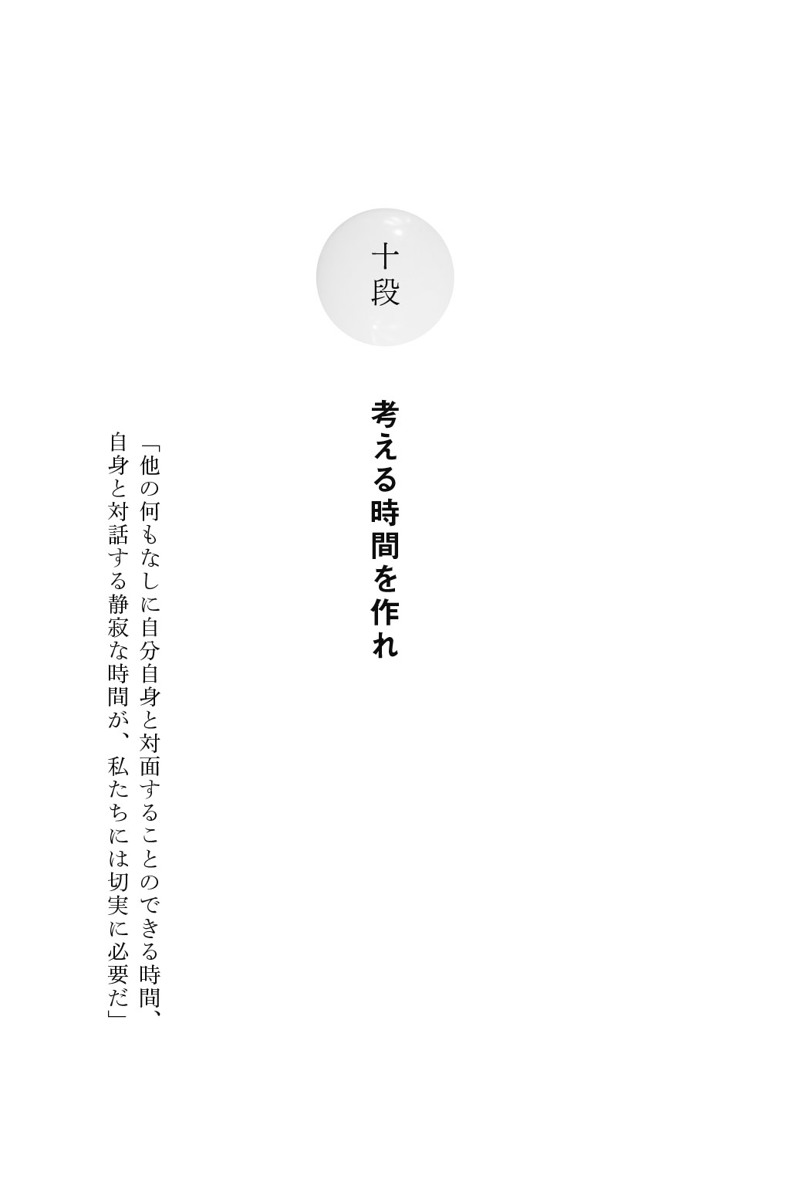 十段
考える時間を作れ
「他の何もなしに自分自身と対面することのできる時間、
自身と対話する静寂な時間が、私たちには切実に必要だ」